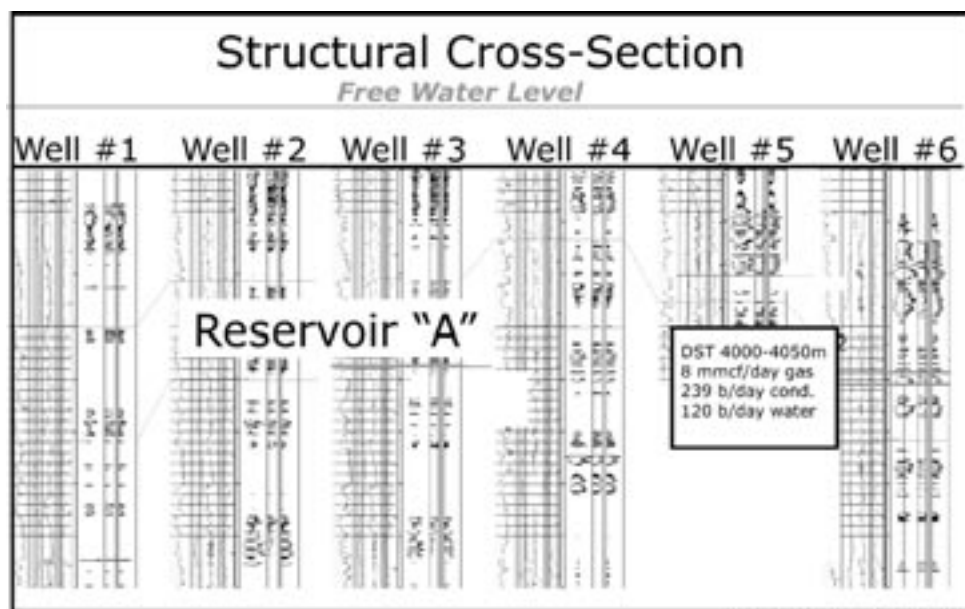 Structural Cross-Section
Free Water Level
Well #1 Well #2 Well #3 Well #4 Well #5 Well #6
Reservoir "A"
DST 4000-4050m
8 mmcf/day gas
239 b/day cond.
120 b/day water